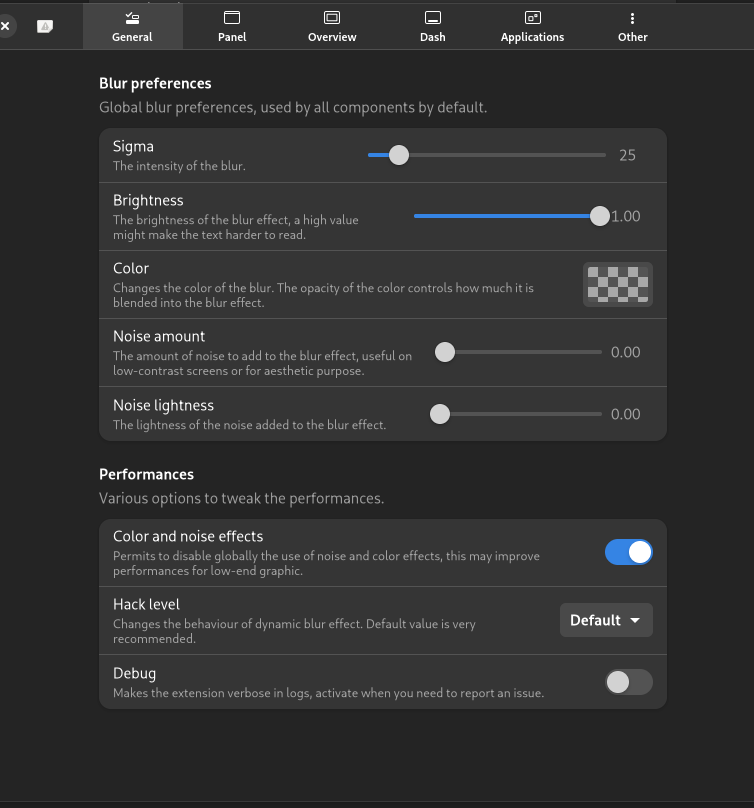 General
Panel
Overview
Dash
Applications
Other
Blur preferences
Global blur preferences, used by all components by default.
Sigma
The intensity of the blur.
25
Brightness
The brightness of the blur effect, a high value
might make the text harder to read.
1.00
Color
Changes the color of the blur. The opacity of the color controls how much it is
blended into the blur effect.
Noise amount
The amount of noise to add to the blur effect, useful on
low-contrast screens or for aesthetic purpose.
0.00
Noise lightness
The lightness of the noise added to the blur effect.
0.00
Performances
Various options to tweak the performances.
Color and noise effects
Permits to disable globally the use of noise and color effects, this may improve
performances for low-end graphic.
Hack level
Changes the behaviour of dynamic blur effect. Default value is very
recommended.
Default
Debug
Makes the extension verbose in logs, activate when you need to report an issue.